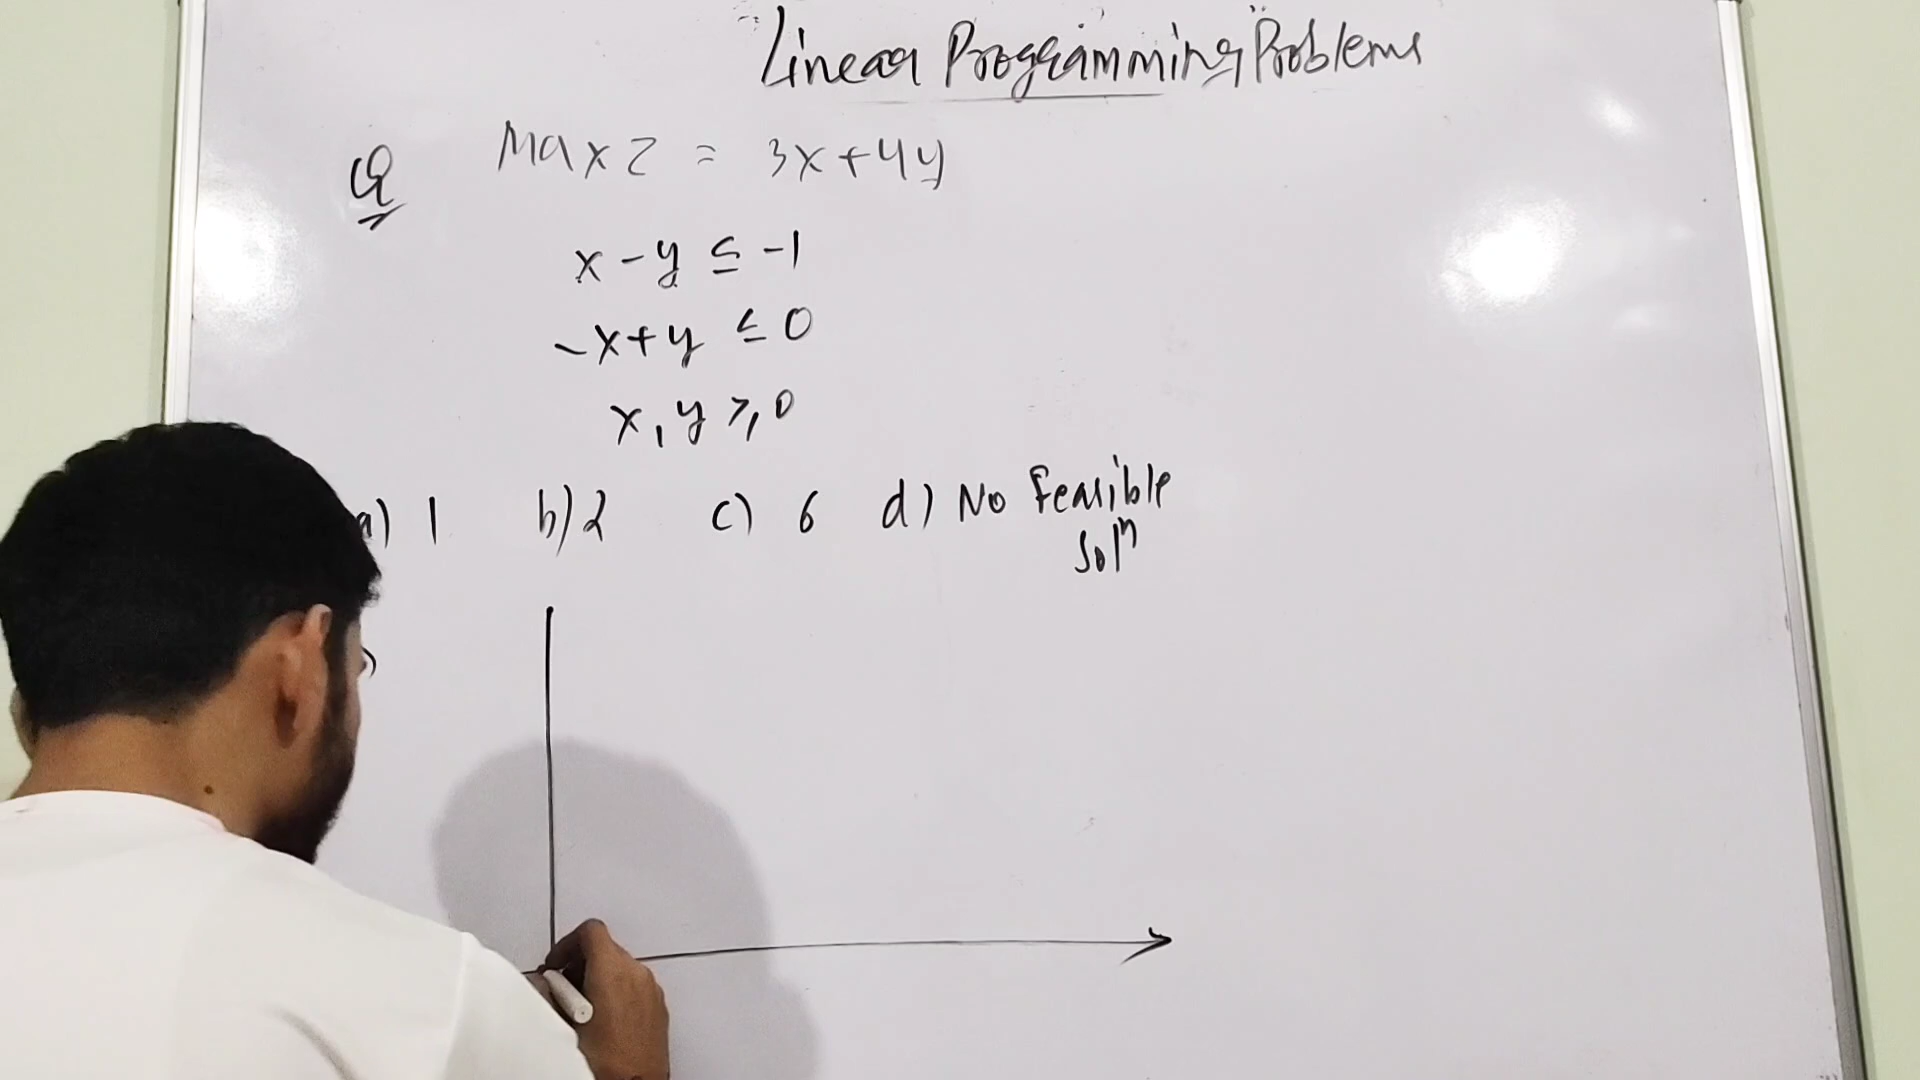 Linear Programming Problems
Q Max Z = 3x+4y
x - y ≤ -1
-x+y ≤ 0
x, y ≥ 0
a) 1 b) 2 c) 6 d) No Feasible
Solⁿ